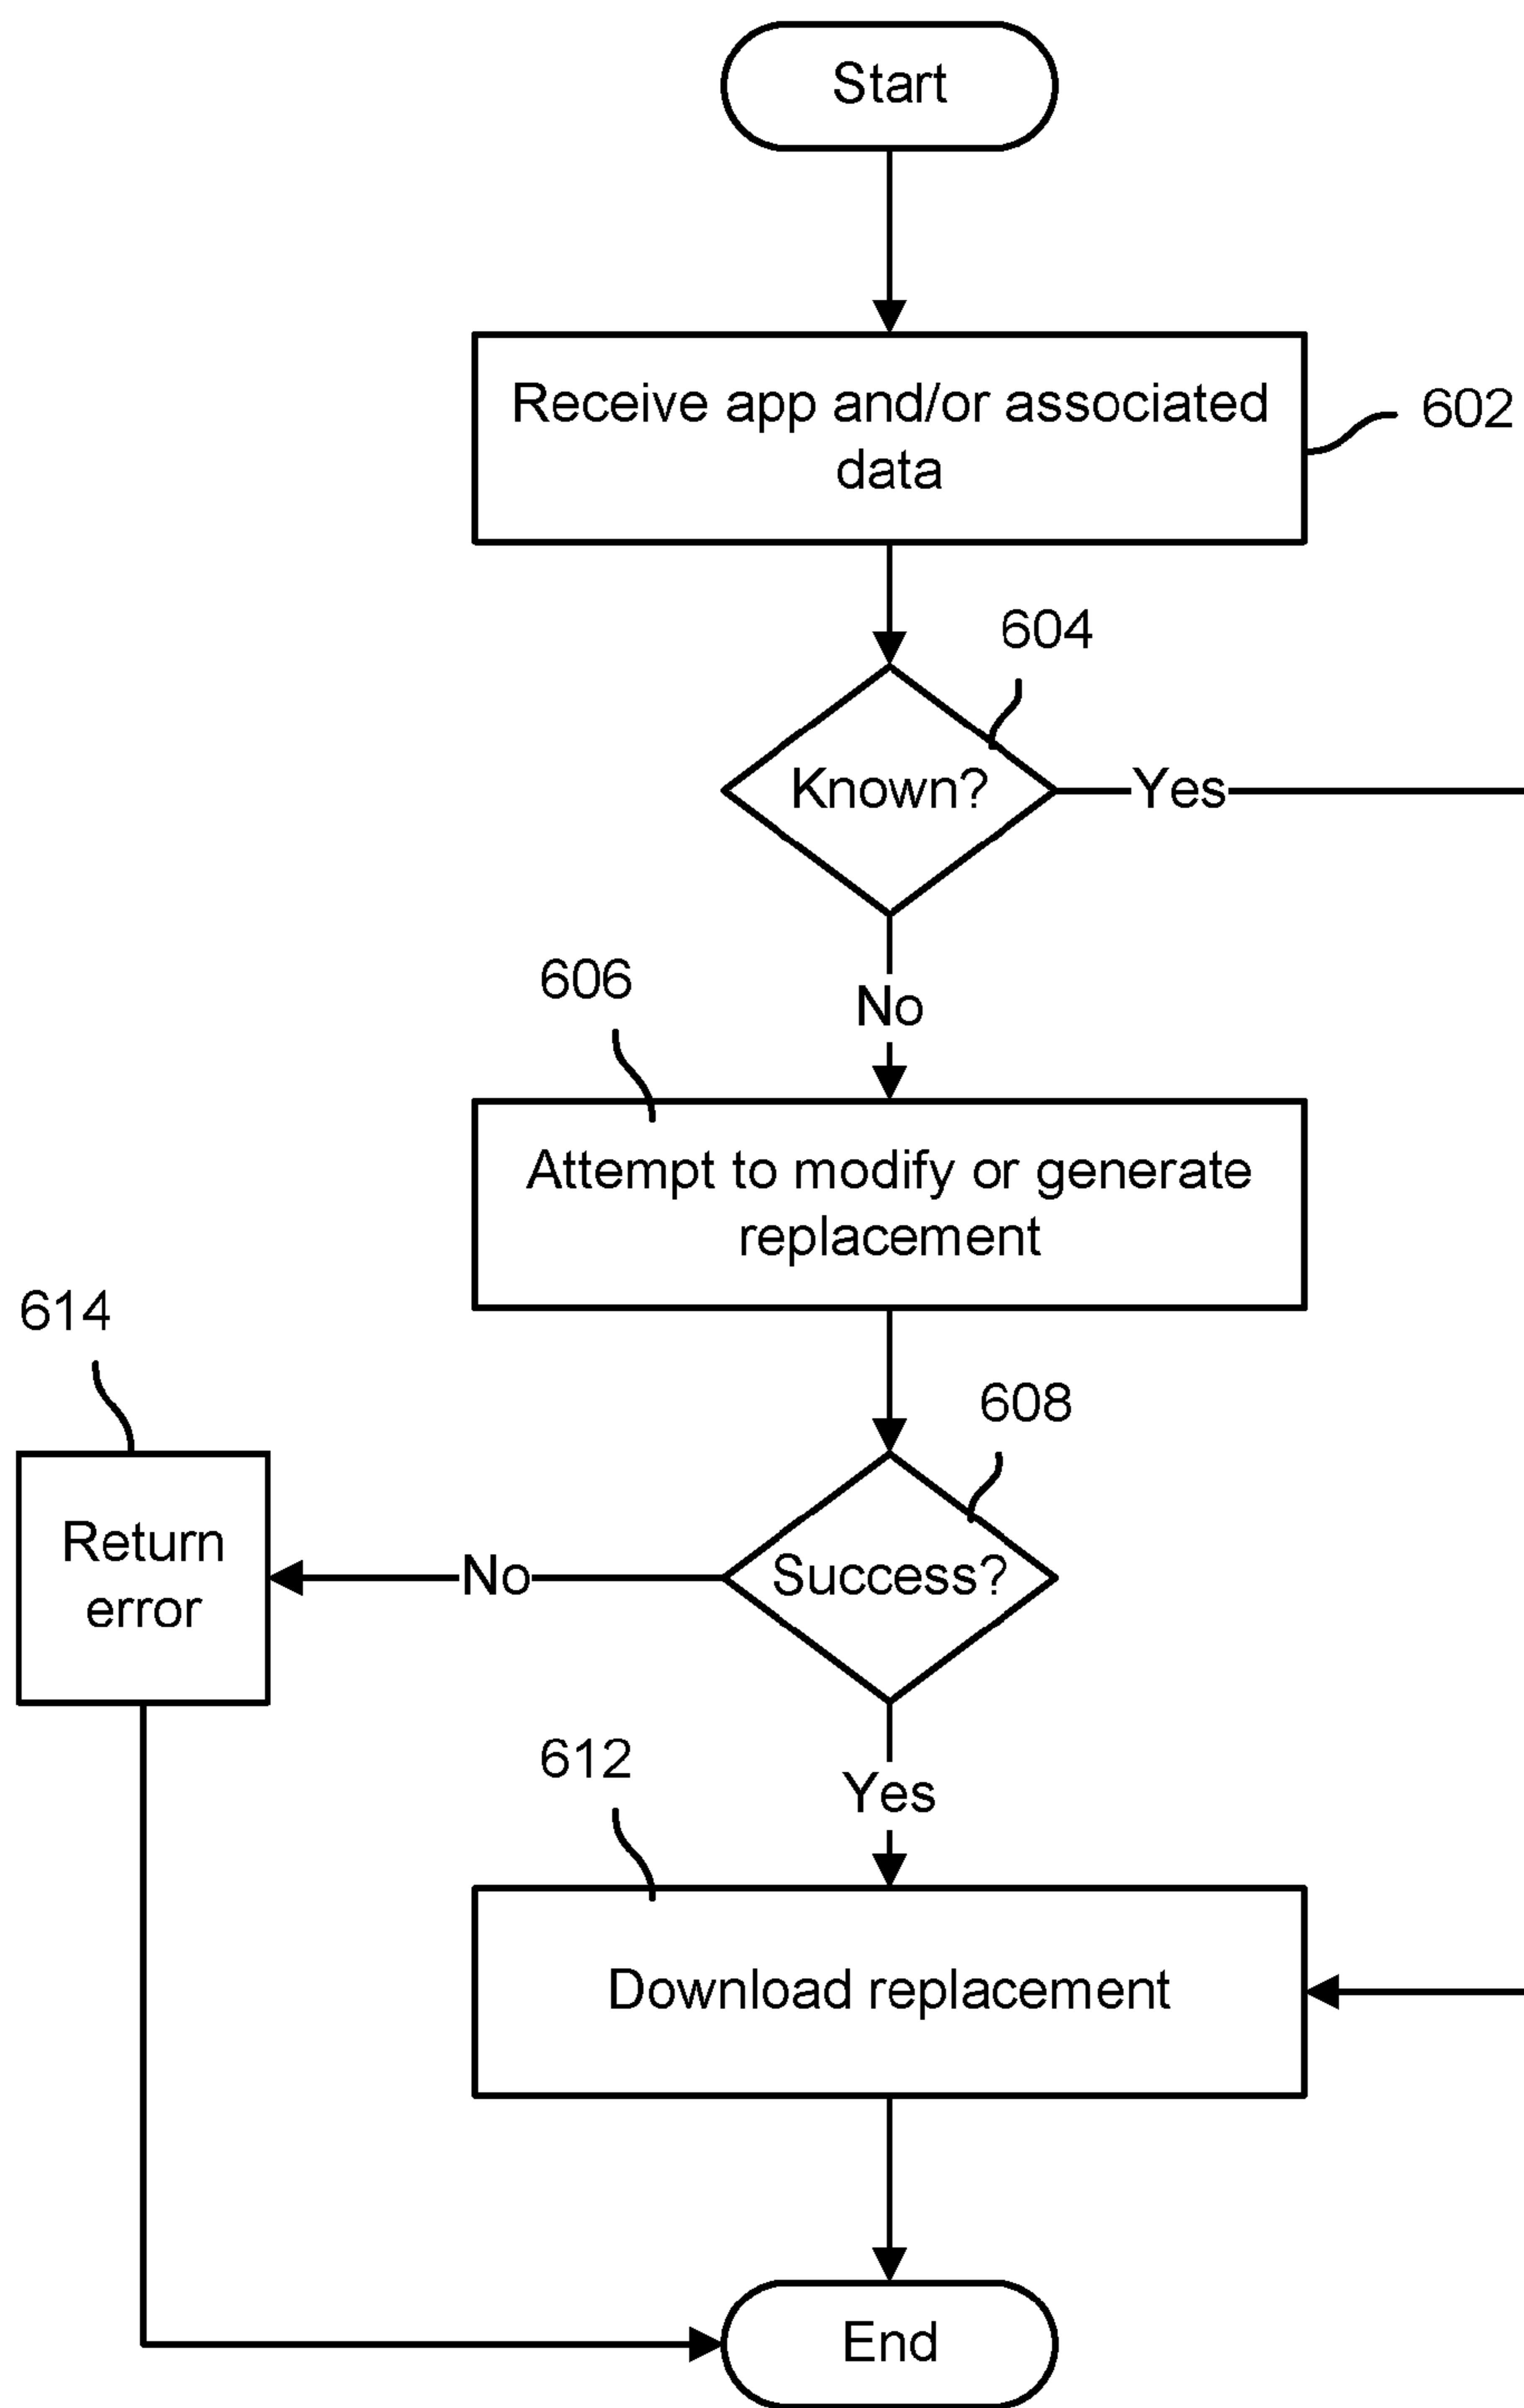 Start
Receive app and/or associated
data
602
604
Known?
Yes
No
606
Attempt to modify or generate
replacement
614
608
Return
error
No
Success?
612
Yes
Download replacement
End